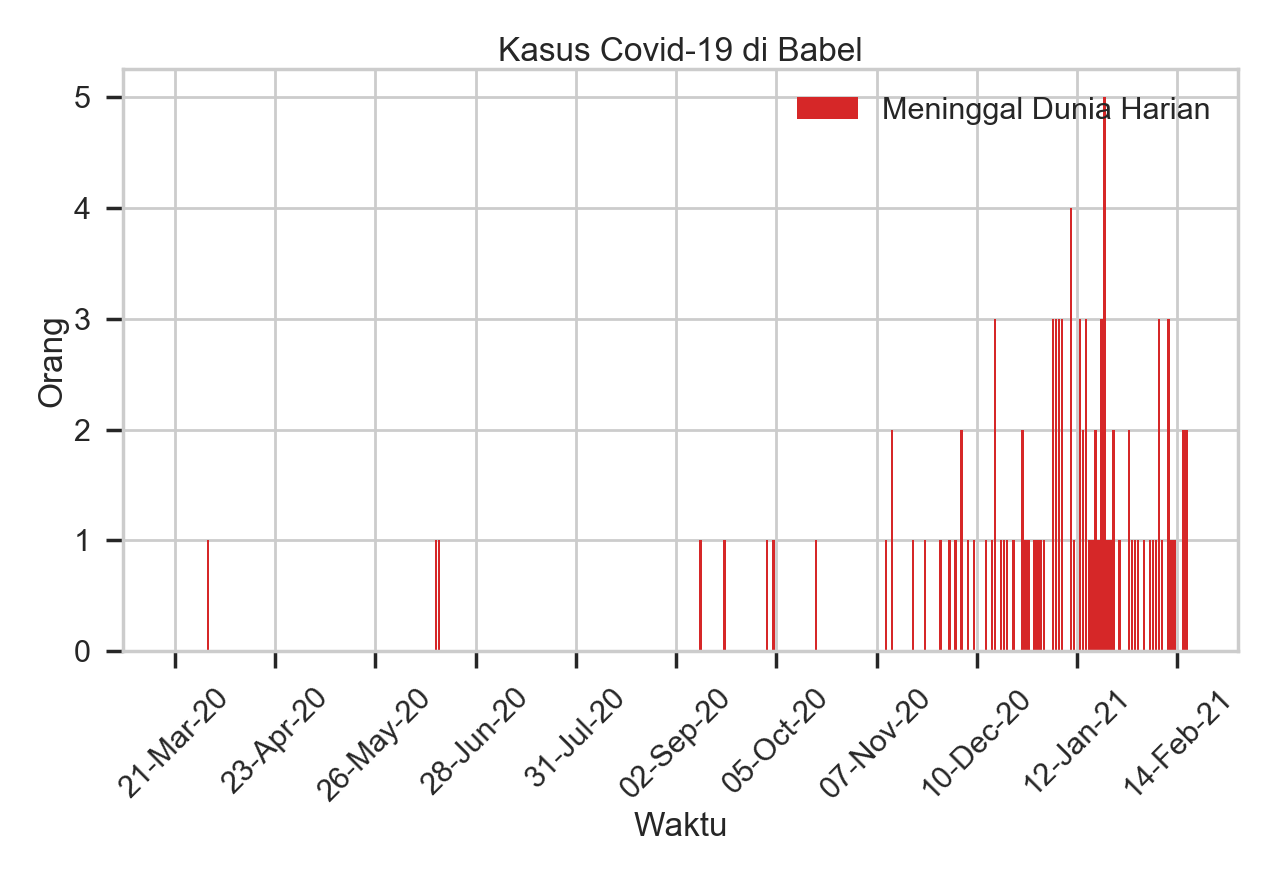 Kasus Covid-19 di Babel
Meninggal Dunia Harian
Orang
5
4
3
2
1
0
21-Mar-20
23-Apr-20
26-May-20
28-Jun-20
31-Jul-20
02-Sep-20
05-Oct-20
07-Nov-20
10-Dec-20
12-Jan-21
14-Feb-21
Waktu